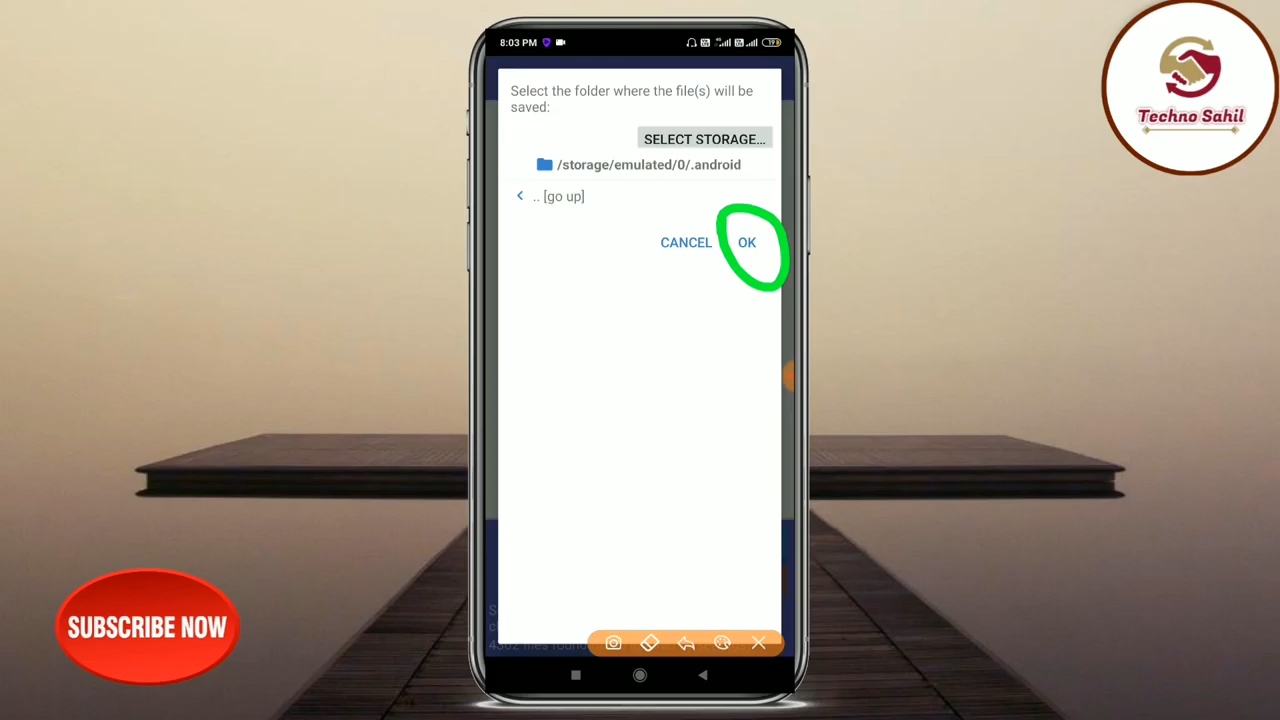 8:03 PM
19
Techno Sahil
Select the folder where the file(s) will be
saved:
SELECT STORAGE...
/storage/emulated/0/.android
.. [go up]
CANCEL OK
SUBSCRIBE NOW